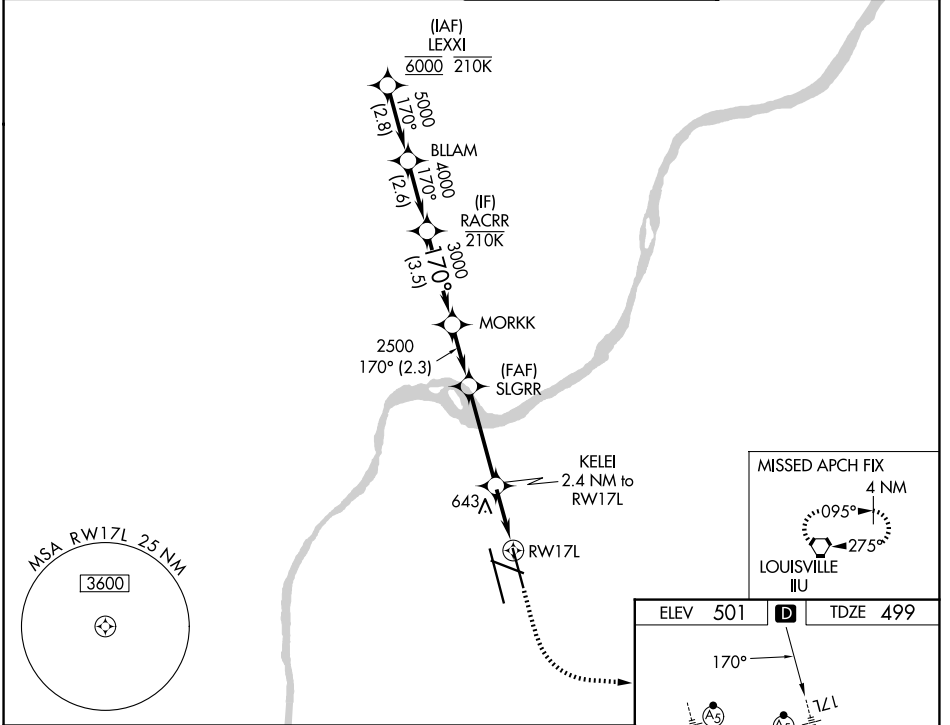 (IAF)
LEXXI
6000 210K
5000
170°
(2.8)
BLLAM
4000
170°
(2.6)
(IF)
RACRR
210K
3000
170°
(3.5)
MORKK
2500
170° (2.3)
(FAF)
SLGRR
KELEI
2.4 NM to
RW17L
643
RW17L
MISSED APCH FIX
4 NM
095°
275°
LOUISVILLE
IIU
MSA RW17L 25 NM
3600
ELEV 501 D TDZE 499
170°
17L
A5
A5